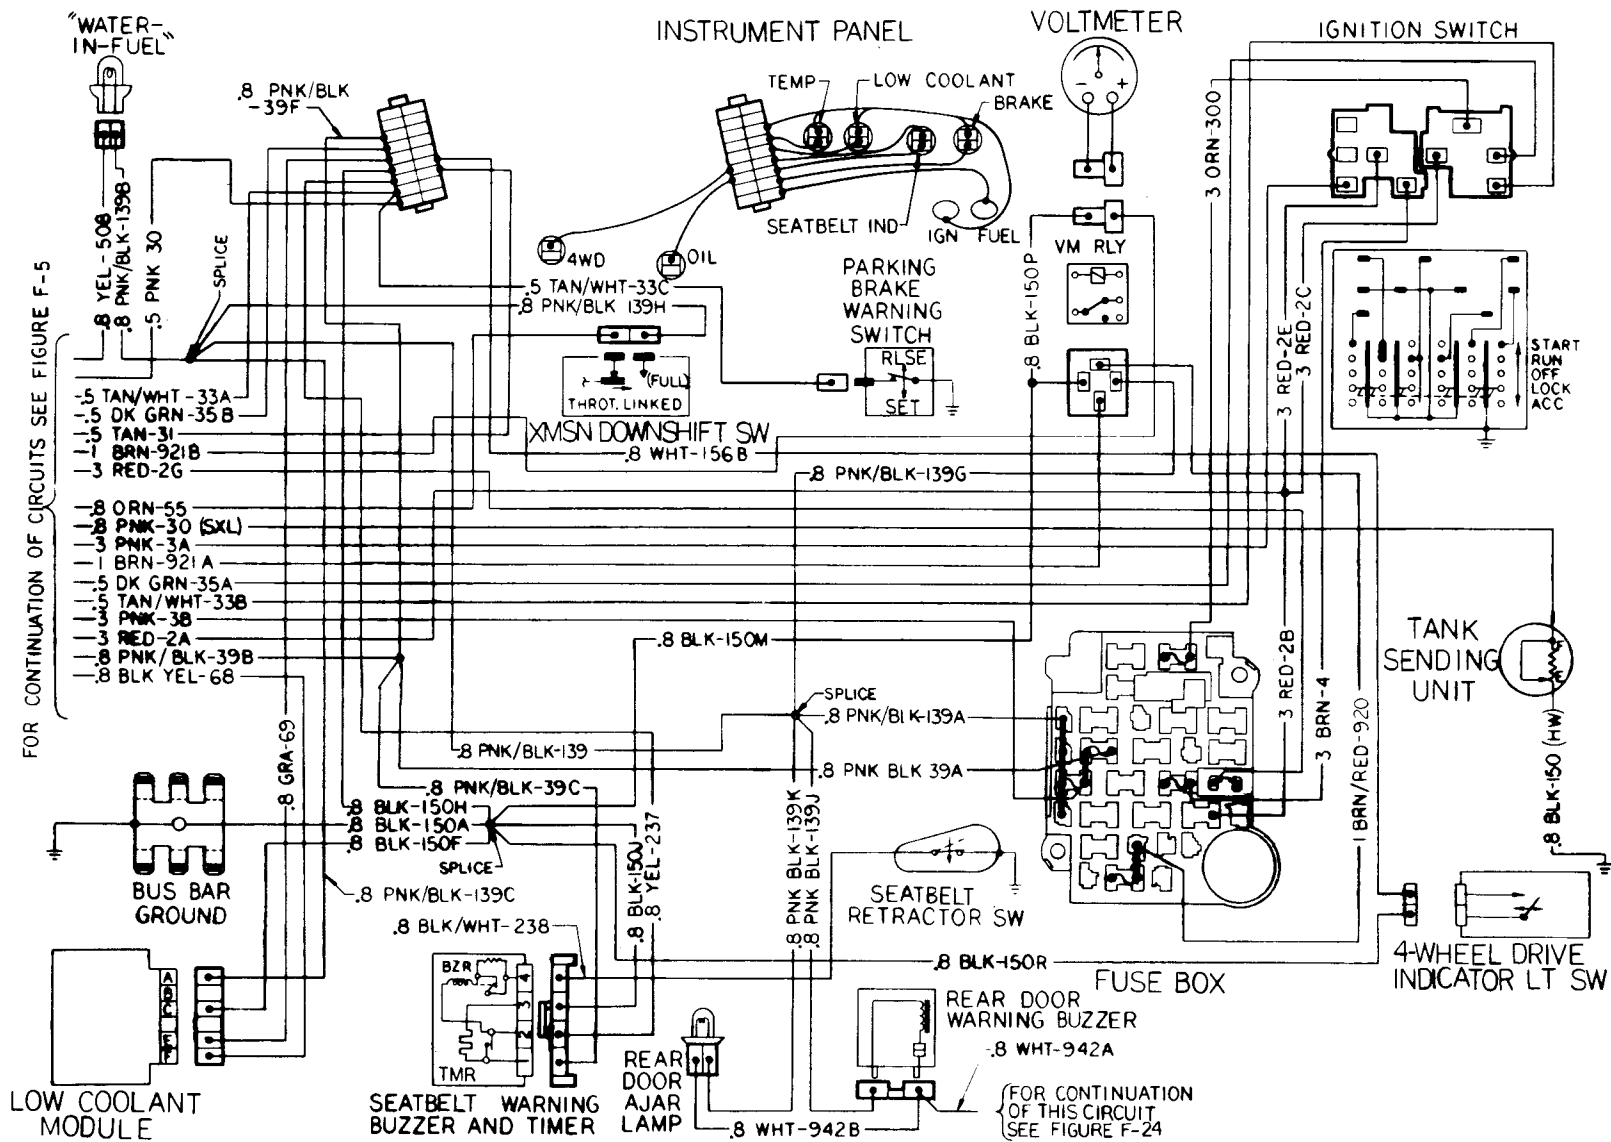 "WATER-
IN-FUEL"
INSTRUMENT PANEL
VOLTMETER
IGNITION SWITCH
.8 PNK/BLK
-39F
TEMP
LOW COOLANT
BRAKE
- +
3 ORN-300
.8 YEL-508
.8 PNK/BLK-139B
.5 PNK 30
SPLICE
SEATBELT IND
IGN
FUEL
4WD
OIL
VM RLY
PARKING
BRAKE
WARNING
SWITCH
RLSE
SET
.5 TAN/WHT-33C
.8 PNK/BLK 139H
.8 BLK-150P
3 RED-2E
3 RED-2C
(FULL)
THROT. LINKED
XMSN DOWNSHIFT SW
START
RUN
OFF
LOCK
ACC
FOR CONTINUATION OF CIRCUITS SEE FIGURE F-5
.5 TAN/WHT-33A
.5 DK GRN-35B
.5 TAN-31
1 BRN-921B
3 RED-2G
.8 ORN-55
.8 PNK-30 (SXL)
3 PNK-3A
1 BRN-921A
.5 DK GRN-35A
.5 TAN/WHT-33B
3 PNK-3B
3 RED-2A
.8 PNK/BLK-39B
.8 BLK YEL-68
.8 WHT-156B
.8 PNK/BLK-139G
.8 BLK-150M
TANK
SENDING
UNIT
3 RED-2B
3 BRN-4
1 BRN/RED-920
.8 BLK-150 (HW)
SPLICE
.8 PNK/BLK-139A
.8 PNK/BLK-139
.8 PNK BLK 39A
.8 GRA-69
.8 PNK/BLK-39C
.8 BLK-150H
.8 BLK-150A
.8 BLK-150F
SPLICE
.8 BLK-150J
.8 YEL-237
.8 PNK BLK-139K
.8 PNK BLK-139J
BUS BAR
GROUND
.8 PNK/BLK-139C
.8 BLK/WHT-238
SEATBELT
RETRACTOR SW
FUSE BOX
4-WHEEL DRIVE
INDICATOR LT SW
.8 BLK-150R
A
B
C
E
F
LOW COOLANT
MODULE
BZR
TMR
4
3
2
SEATBELT WARNING
BUZZER AND TIMER
REAR
DOOR
AJAR
LAMP
REAR DOOR
WARNING BUZZER
.8 WHT-942A
.8 WHT-942B
FOR CONTINUATION
OF THIS CIRCUIT
SEE FIGURE F-24